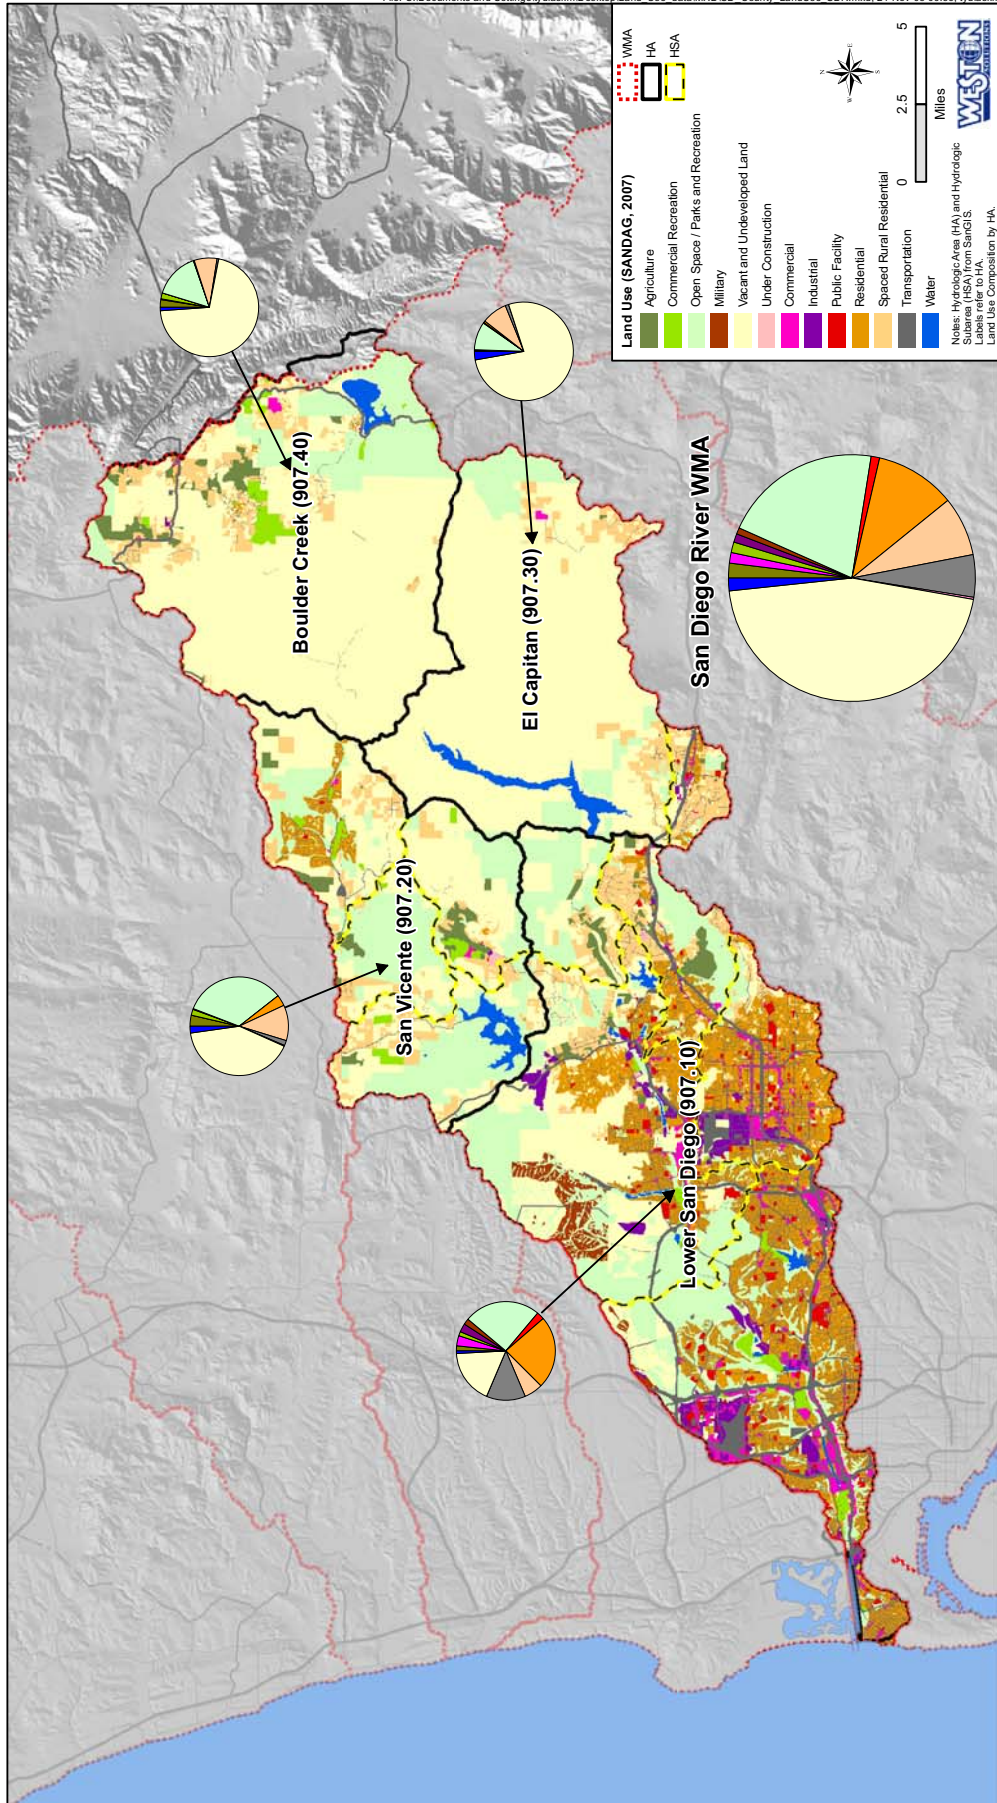 Boulder Creek (907.40)
El Capitan (907.30)
San Vicente (907.20)
Lower San Diego (907.10)
San Diego River WMA
Land Use (SANDAG, 2007)
Agriculture
Commercial Recreation
Open Space / Parks and Recreation
Military
Vacant and Undeveloped Land
Under Construction
Commercial
Industrial
Public Facility
Residential
Spaced Rural Residential
Transportation
Water
WMA
HA
HSA
N
E
S
W
0 2.5 5
Miles
Notes: Hydrologic Area (HA) and Hydrologic
Subarea (HSA) from SanGIS.
Labels refer to HA.
Land Use Composition by HA.
WESTON
SOLUTIONS